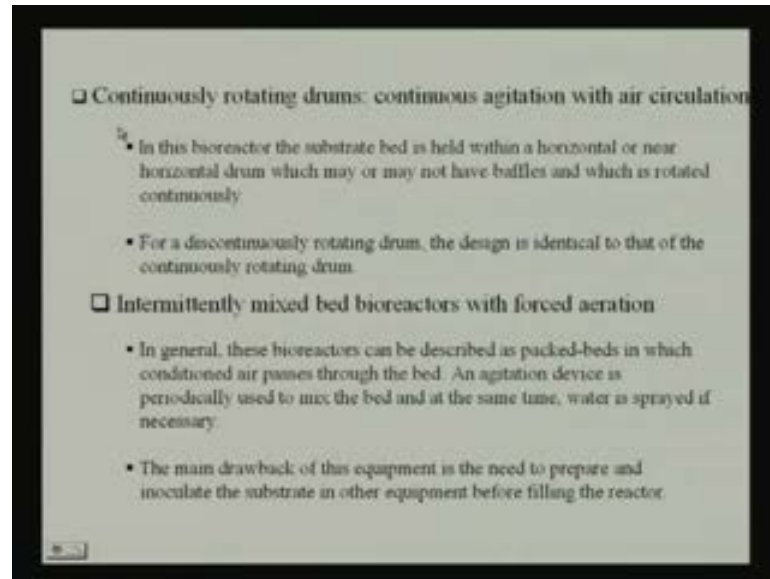 Continuously rotating drums: continuous agitation with air circulation
In this bioreactor the substrate bed is held within a horizontal or near
horizontal drum which may or may not have baffles and which is rotated
continuously
For a discontinuously rotating drum, the design is identical to that of the
continuously rotating drum
Intermittently mixed bed bioreactors with forced aeration
In general, these bioreactors can be described as packed-beds in which
conditioned air passes through the bed. An agitation device is
periodically used to mix the bed and at the same time, water is sprayed if
necessary
The main drawback of this equipment is the need to prepare and
inoculate the substrate in other equipment before filling the reactor